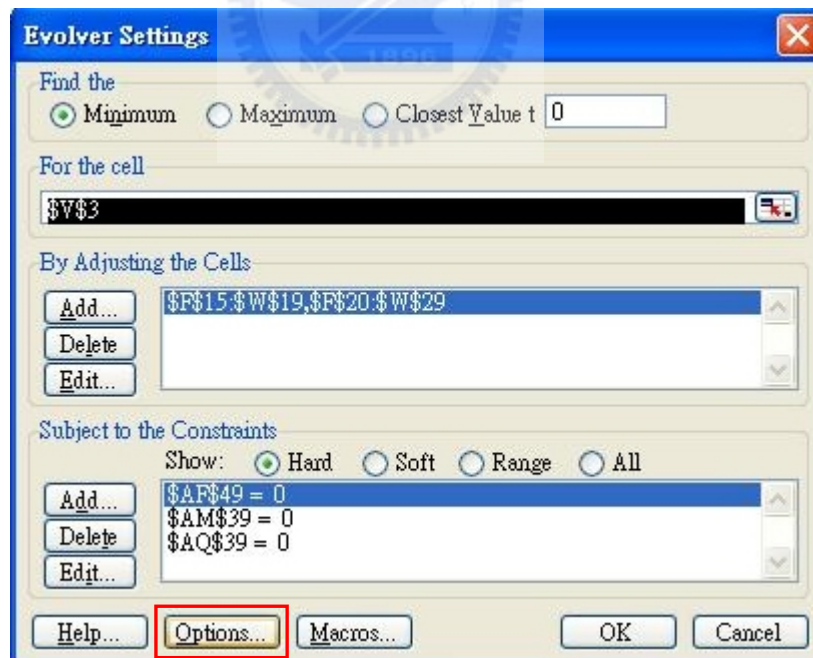 Evolver Settings
1896
Find the
Minimum Maximum Closest Value t 0
For the cell
$V$3
By Adjusting the Cells
Add...
$F$15:$W$19,$F$20:$W$29
Delete
Edit...
Subject to the Constraints
Show: Hard Soft Range All
Add...
$AF$49 = 0
$AM$39 = 0
Delete
$AQ$39 = 0
Edit...
Help... Options... Macros... OK Cancel